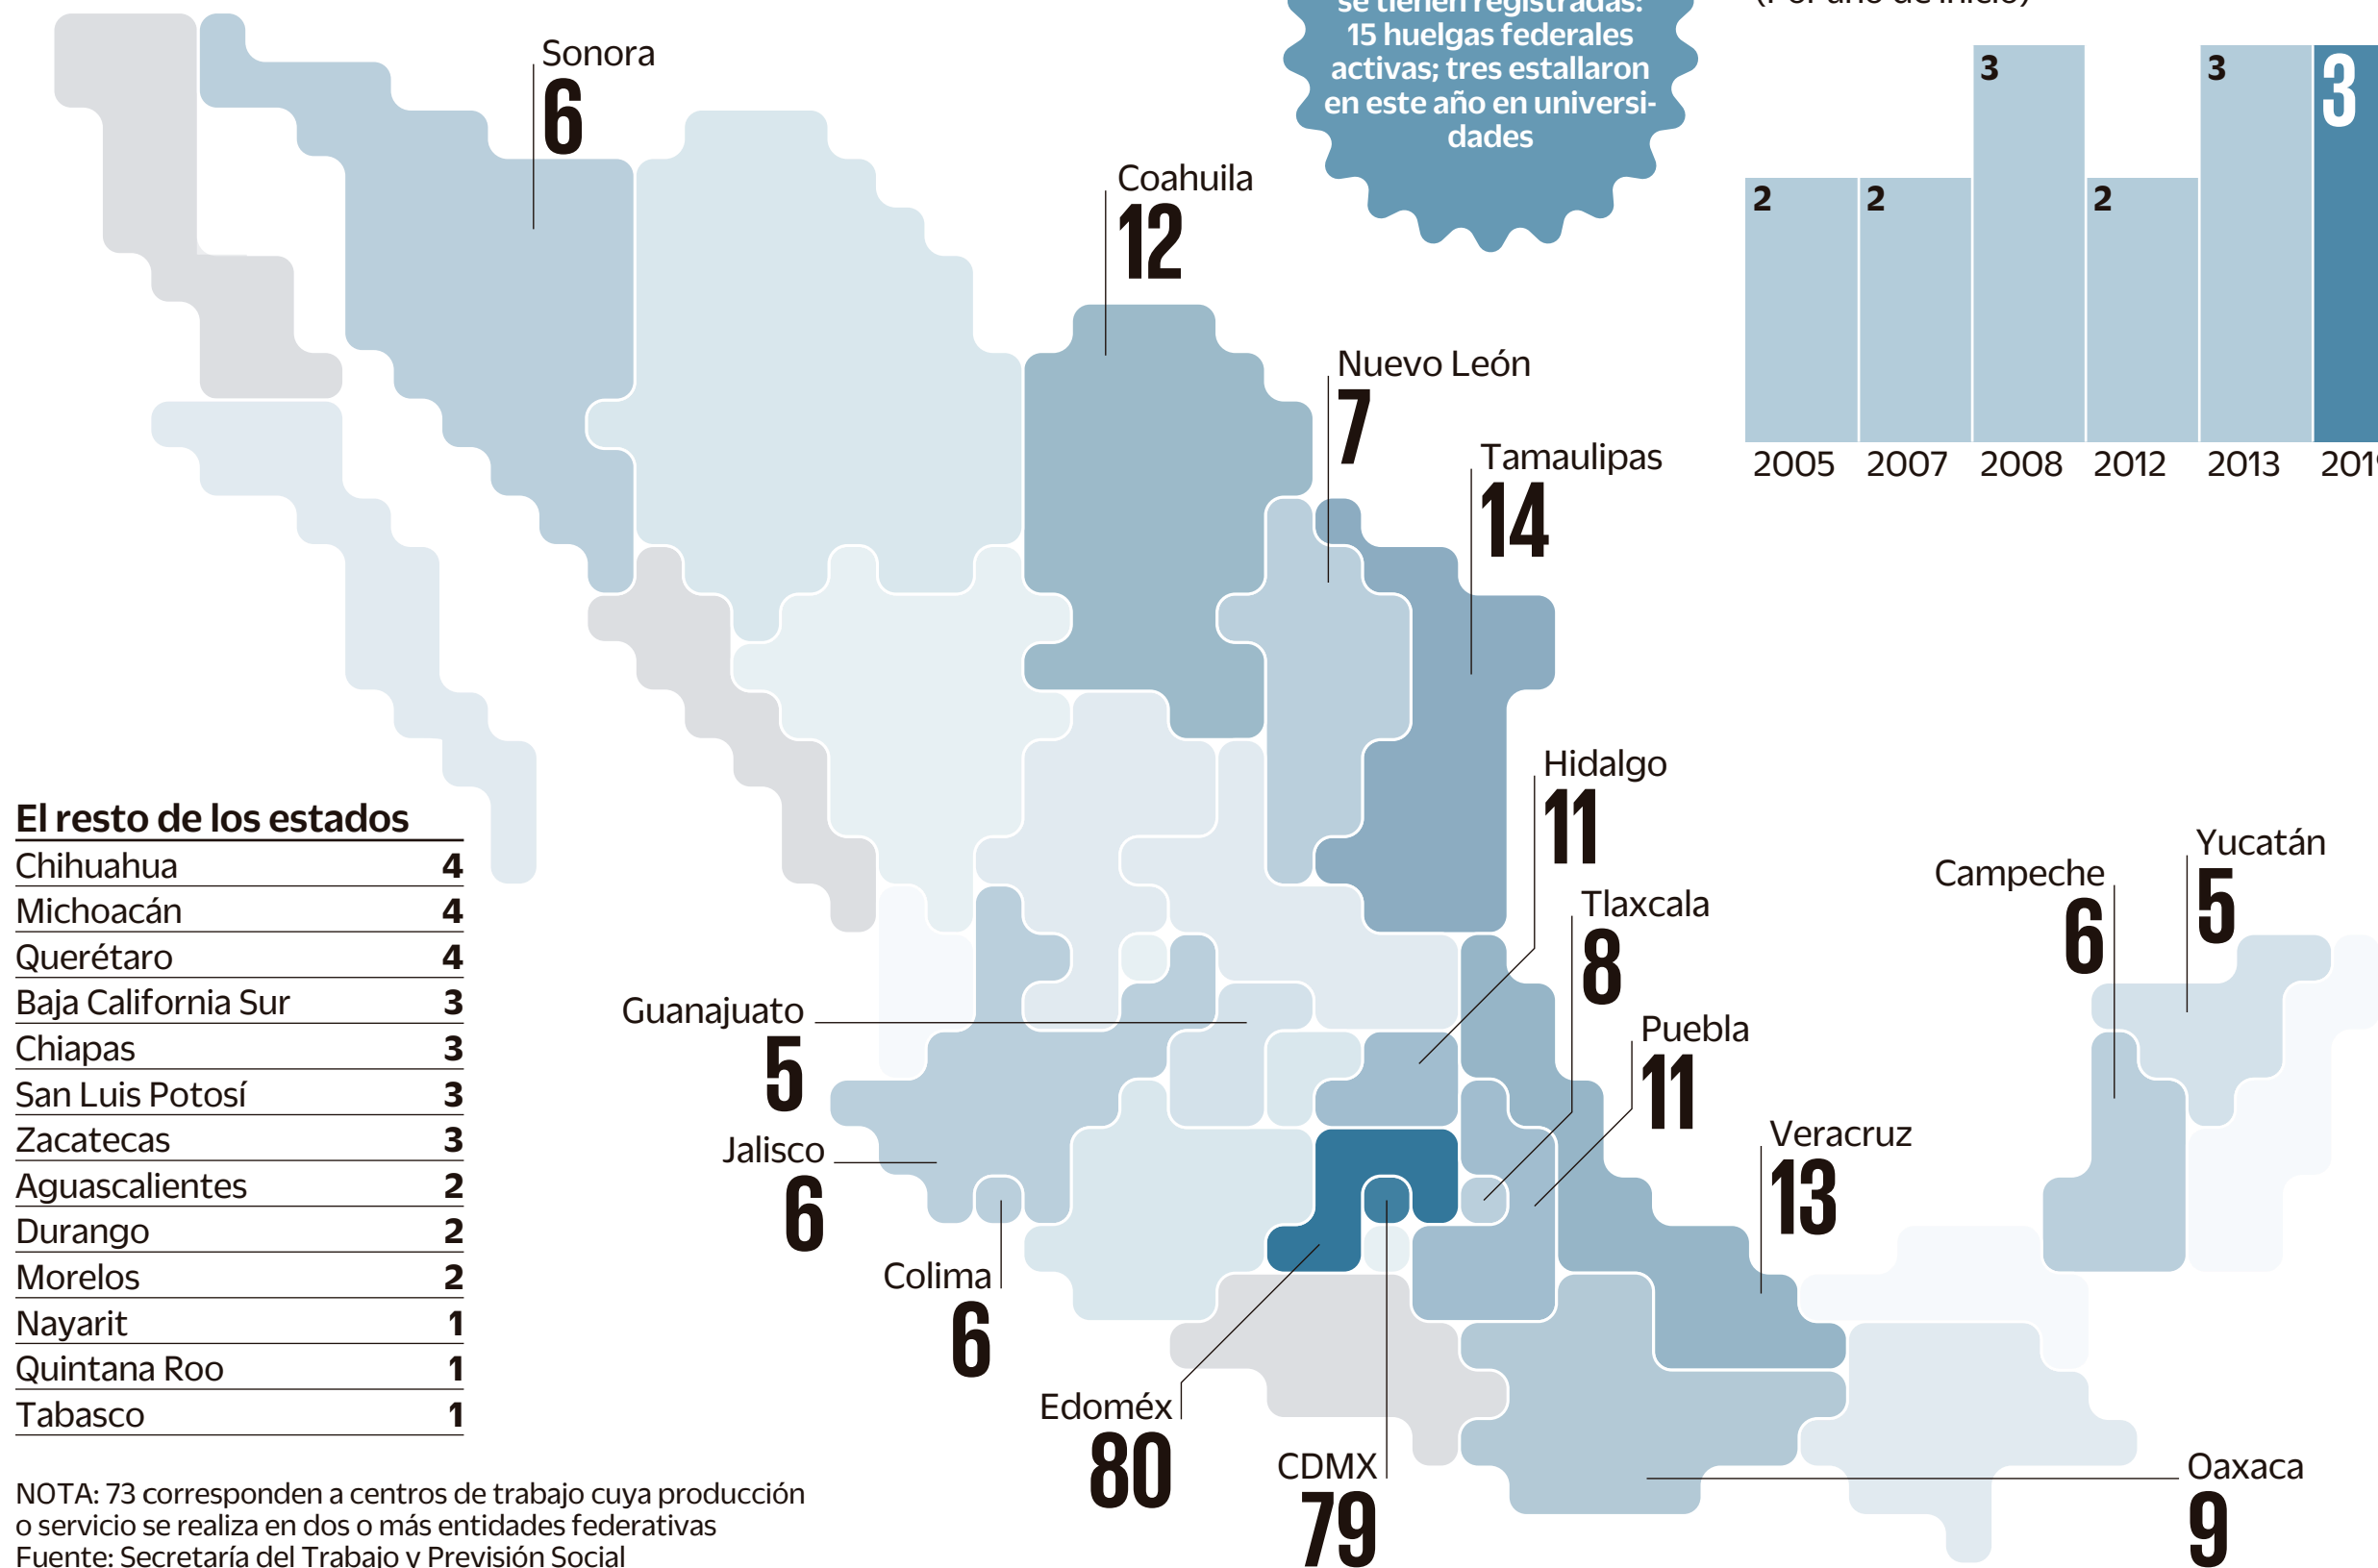 se tienen registradas:
15 huelgas federales
activas; tres estallaron
en este año en universi-
dades
(Por año de inicio)
2
2
3
2
3
3
2005
2007
2008
2012
2013
Sonora
6
Coahuila
12
Nuevo León
7
Tamaulipas
14
Hidalgo
11
Tlaxcala
8
Puebla
11
Veracruz
13
Campeche
6
Yucatán
5
Guanajuato
5
Jalisco
6
Colima
6
Edoméx
80
CDMX
79
Oaxaca
9
El resto de los estados
Chihuahua 4
Michoacán 4
Querétaro 4
Baja California Sur 3
Chiapas 3
San Luis Potosí 3
Zacatecas 3
Aguascalientes 2
Durango 2
Morelos 2
Nayarit 1
Quintana Roo 1
Tabasco 1
NOTA: 73 corresponden a centros de trabajo cuya producción
o servicio se realiza en dos o más entidades federativas
Fuente: Secretaría del Trabajo y Previsión Social